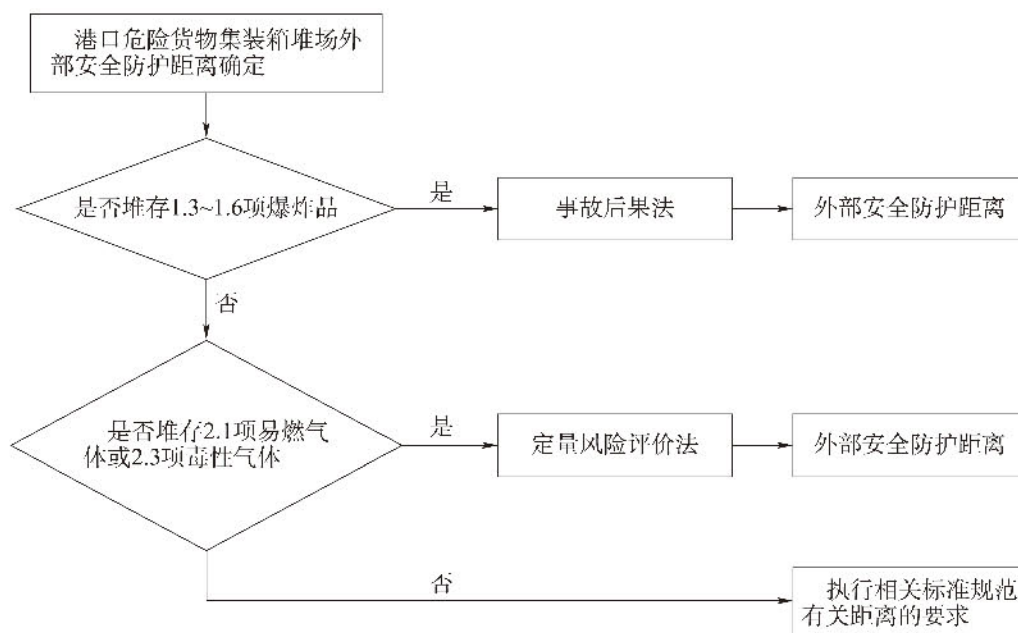 港口危险货物集装箱堆场外
部安全防护距离确定
是否堆存1.3~1.6项爆炸品
是
事故后果法
外部安全防护距离
否
是否堆存2.1项易燃气
体或2.3项毒性气体
是
定量风险评价法
外部安全防护距离
否
执行相关标准规范
有关距离的要求